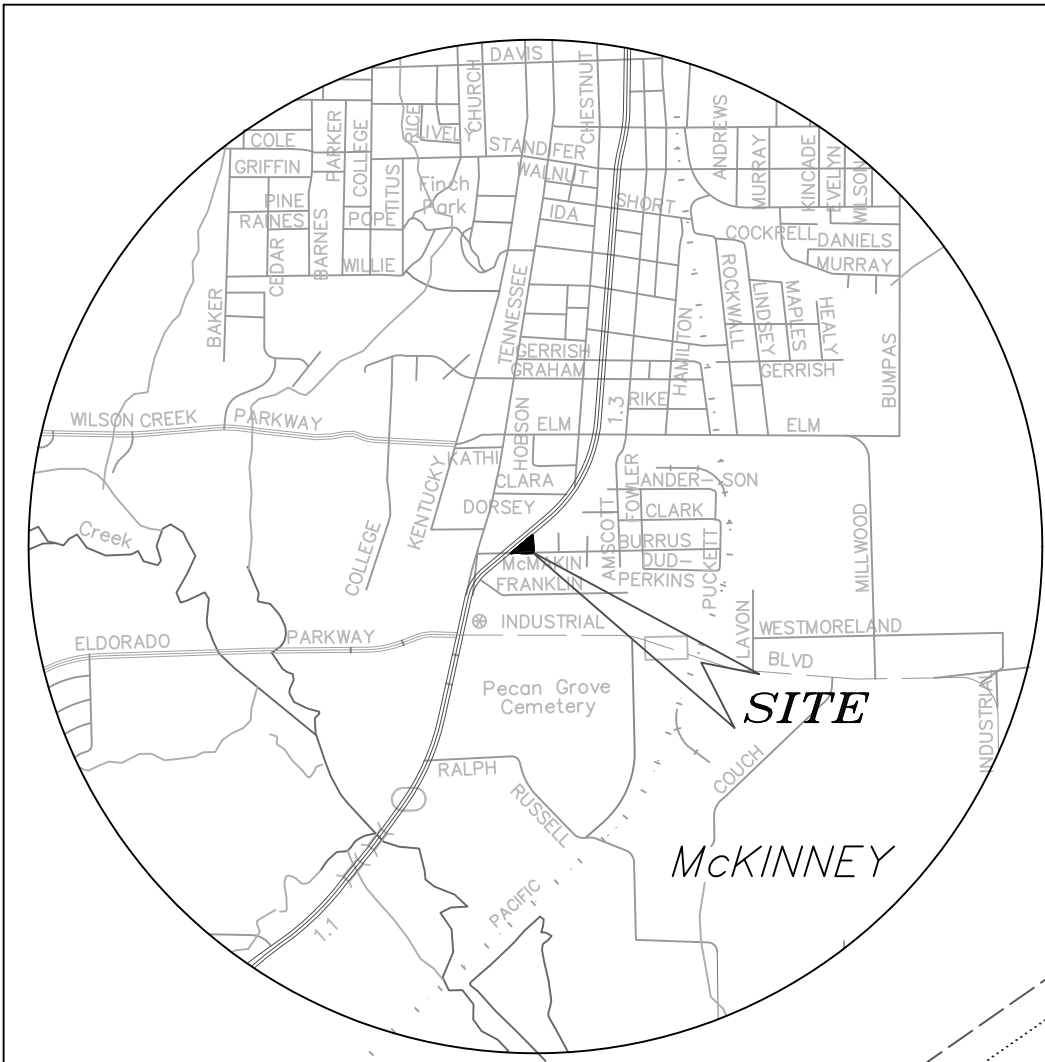 DAVIS
CHURCH
CHESTNUT
RICE
LIVELY
PARKER
COLLEGE
COLE
GRIFFIN
STANDIFER
WALNUT
ANDREWS
MURRAY
KINCADE
EVELYN
WILSON
TITUS
Finch
Park
PINE
RAINES
POPE
IDA
SHORT
CEDAR
BARNES
WILLIE
COCKRELL
DANIELS
MURRAY
BAKER
TENNESSEE
HAMILTON
ROCKWALL
LINDSEY
MAPLES
HEALY
BUMPAS
GERRISH
GRAHAM
GERRISH
RIKE
1.3
WILSON CREEK
PARKWAY
HOBSON
ELM
ELM
KATHI
KENTUCKY
CLARA
FOWLER
ANDER-SON
DORSEY
CLARK
AMSCOTT
BURRUS
DUD-
PERKINS
PUCKETT
MILLWOOD
Creek
COLLEGE
McMAKIN
FRANKLIN
INDUSTRIAL
ELDORADO
PARKWAY
LAVON
WESTMORELAND
BLVD
Pecan Grove
Cemetery
SITE
INDUSTRIAL
COUCH
RALPH
RUSSELL
McKINNEY
PACIFIC
1.1